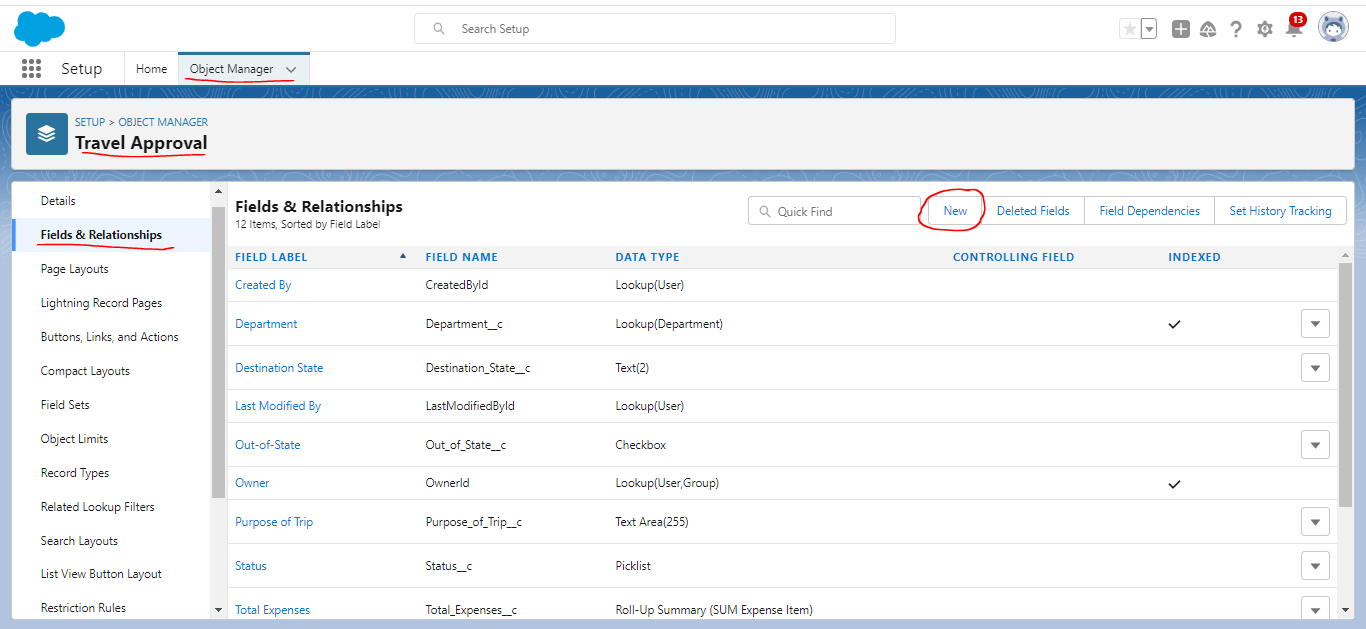 Search Setup
13
Setup
Home
Object Manager
SETUP > OBJECT MANAGER
Travel Approval
Details
Fields & Relationships
Page Layouts
Lightning Record Pages
Buttons, Links, and Actions
Compact Layouts
Field Sets
Object Limits
Record Types
Related Lookup Filters
Search Layouts
List View Button Layout
Restriction Rules
Fields & Relationships
12 Items, Sorted by Field Label
Quick Find
New
Deleted Fields
Field Dependencies
Set History Tracking
FIELD LABEL FIELD NAME DATA TYPE CONTROLLING FIELD INDEXED
Created By CreatedById Lookup(User)
Department Department__c Lookup(Department)
Destination State Destination_State__c Text(2)
Last Modified By LastModifiedById Lookup(User)
Out-of-State Out_of_State__c Checkbox
Owner OwnerId Lookup(User,Group)
Purpose of Trip Purpose_of_Trip__c Text Area(255)
Status Status__c Picklist
Total Expenses Total_Expenses__c Roll-Up Summary (SUM Expense Item)